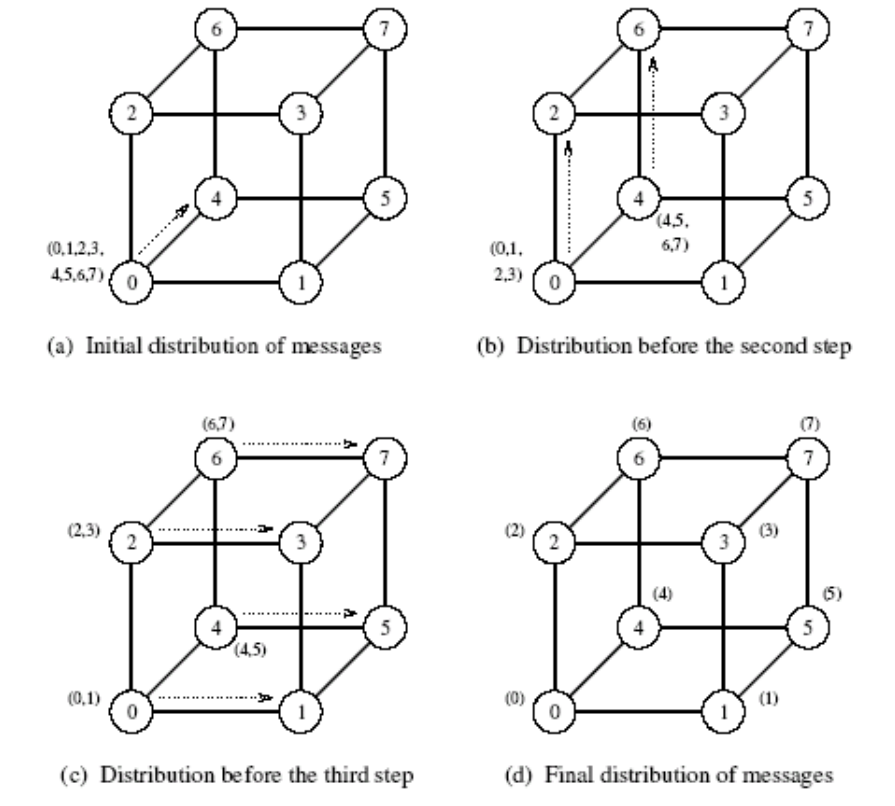 6 7
2 3
4 5
(0,1,2,3,
4,5,6,7) 0 1
(a) Initial distribution of messages
6 7
2 3
4 5
(4,5,
6,7)
(0,1,
2,3) 0 1
(b) Distribution before the second step
(6,7)
6 7
(2,3) 2 3
4 5
(4,5)
(0,1) 0 1
(c) Distribution before the third step
(6) (7)
6 7
(2) 2 3 (3)
(4) (5)
4 5
(0) 0 1 (1)
(d) Final distribution of messages